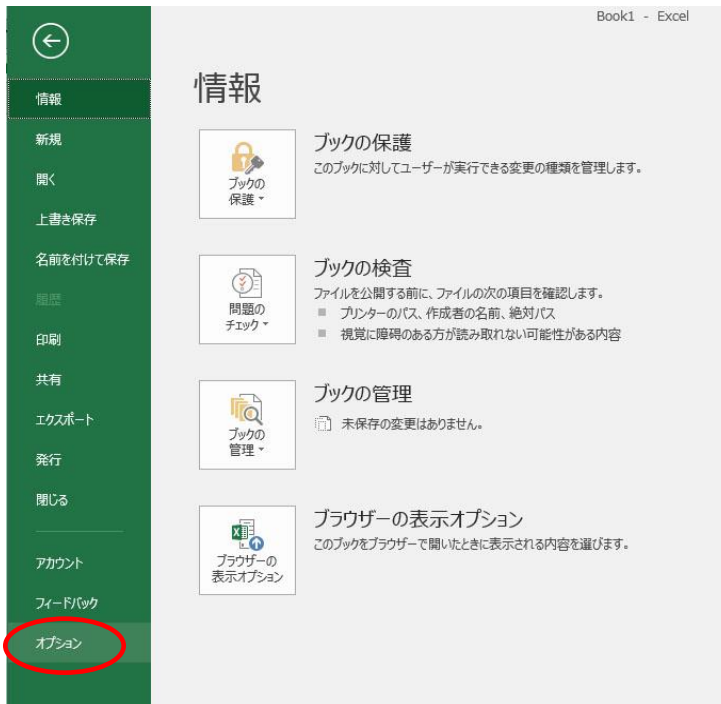 Book1 - Excel
情報
新規
開く
上書き保存
名前を付けて保存
履歴
印刷
共有
エクスポート
発行
閉じる
アカウント
フィードバック
オプション
情報
ブックの
保護
ブックの保護
このブックに対してユーザーが実行できる変更の種類を管理します。
問題の
チェック
ブックの検査
ファイルを公開する前に、ファイルの次の項目を確認します。
プリンターのパス、作成者の名前、絶対パス
視覚に障碍のある方が読み取れない可能性がある内容
ブックの
管理
ブックの管理
未保存の変更はありません。
ブラウザーの
表示オプション
ブラウザーの表示オプション
このブックをブラウザーで開いたときに表示される内容を選びます。